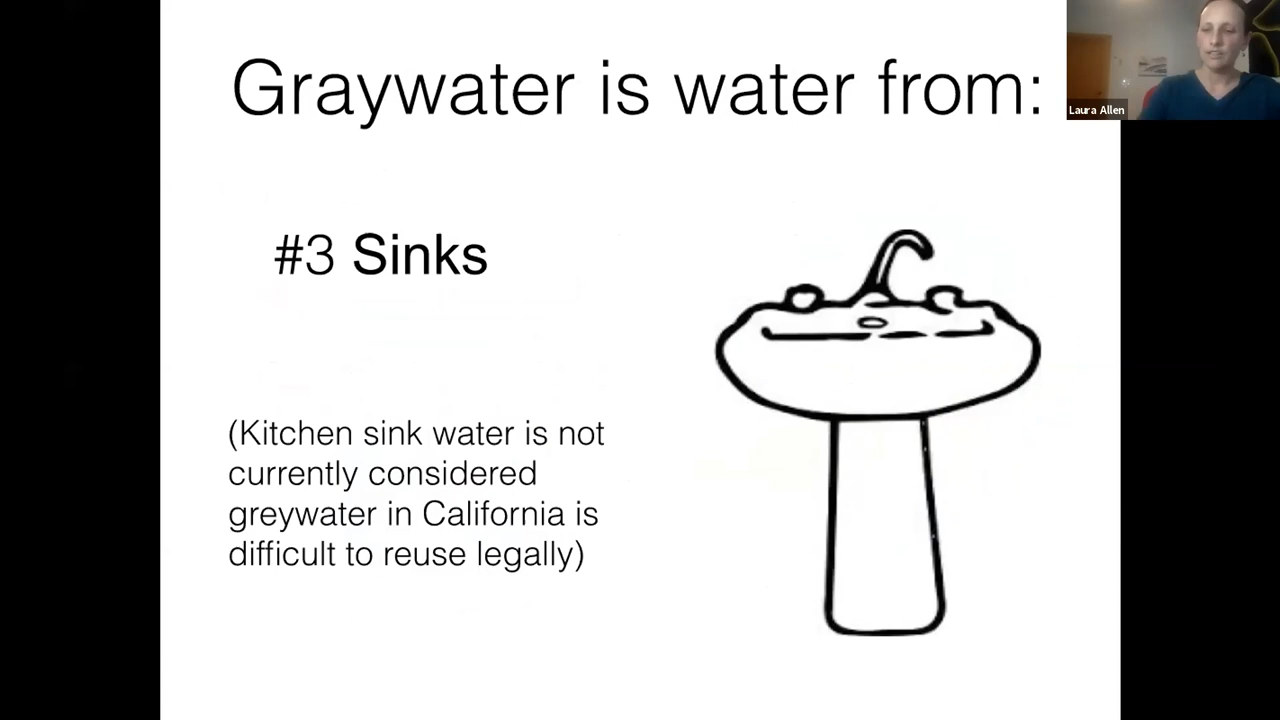 Graywater is water from:
Laura Allen
#3 Sinks
(Kitchen sink water is not
currently considered
greywater in California is
difficult to reuse legally)